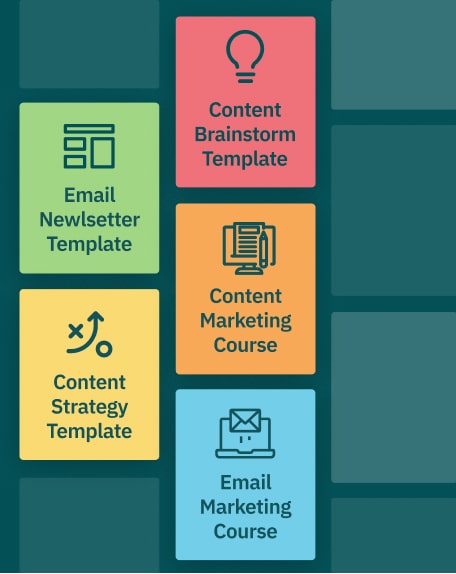 Content
Brainstorm
Template
Email
Newlsetter
Template
Content
Marketing
Course
Content
Strategy
Template
Email
Marketing
Course